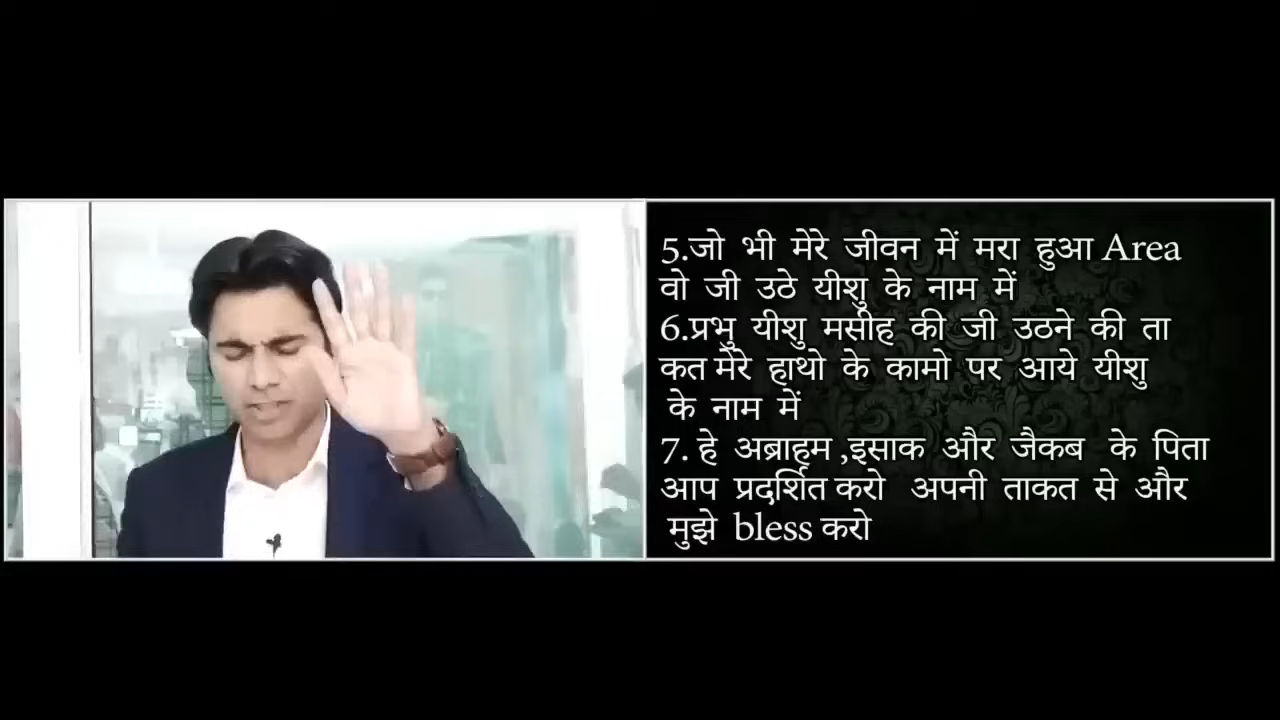 5.जो भी मेरे जीवन में मरा हुआ Area
वो जी उठे यीशु के नाम में
6.प्रभु यीशु मसीह की जी उठने की ता
कत मेरे हाथो के कामो पर आये यीशु
के नाम में
7. हे अब्राहम ,इसाक और जैकब के पिता
आप प्रदर्शित करो अपनी ताकत से और
मुझे bless करो